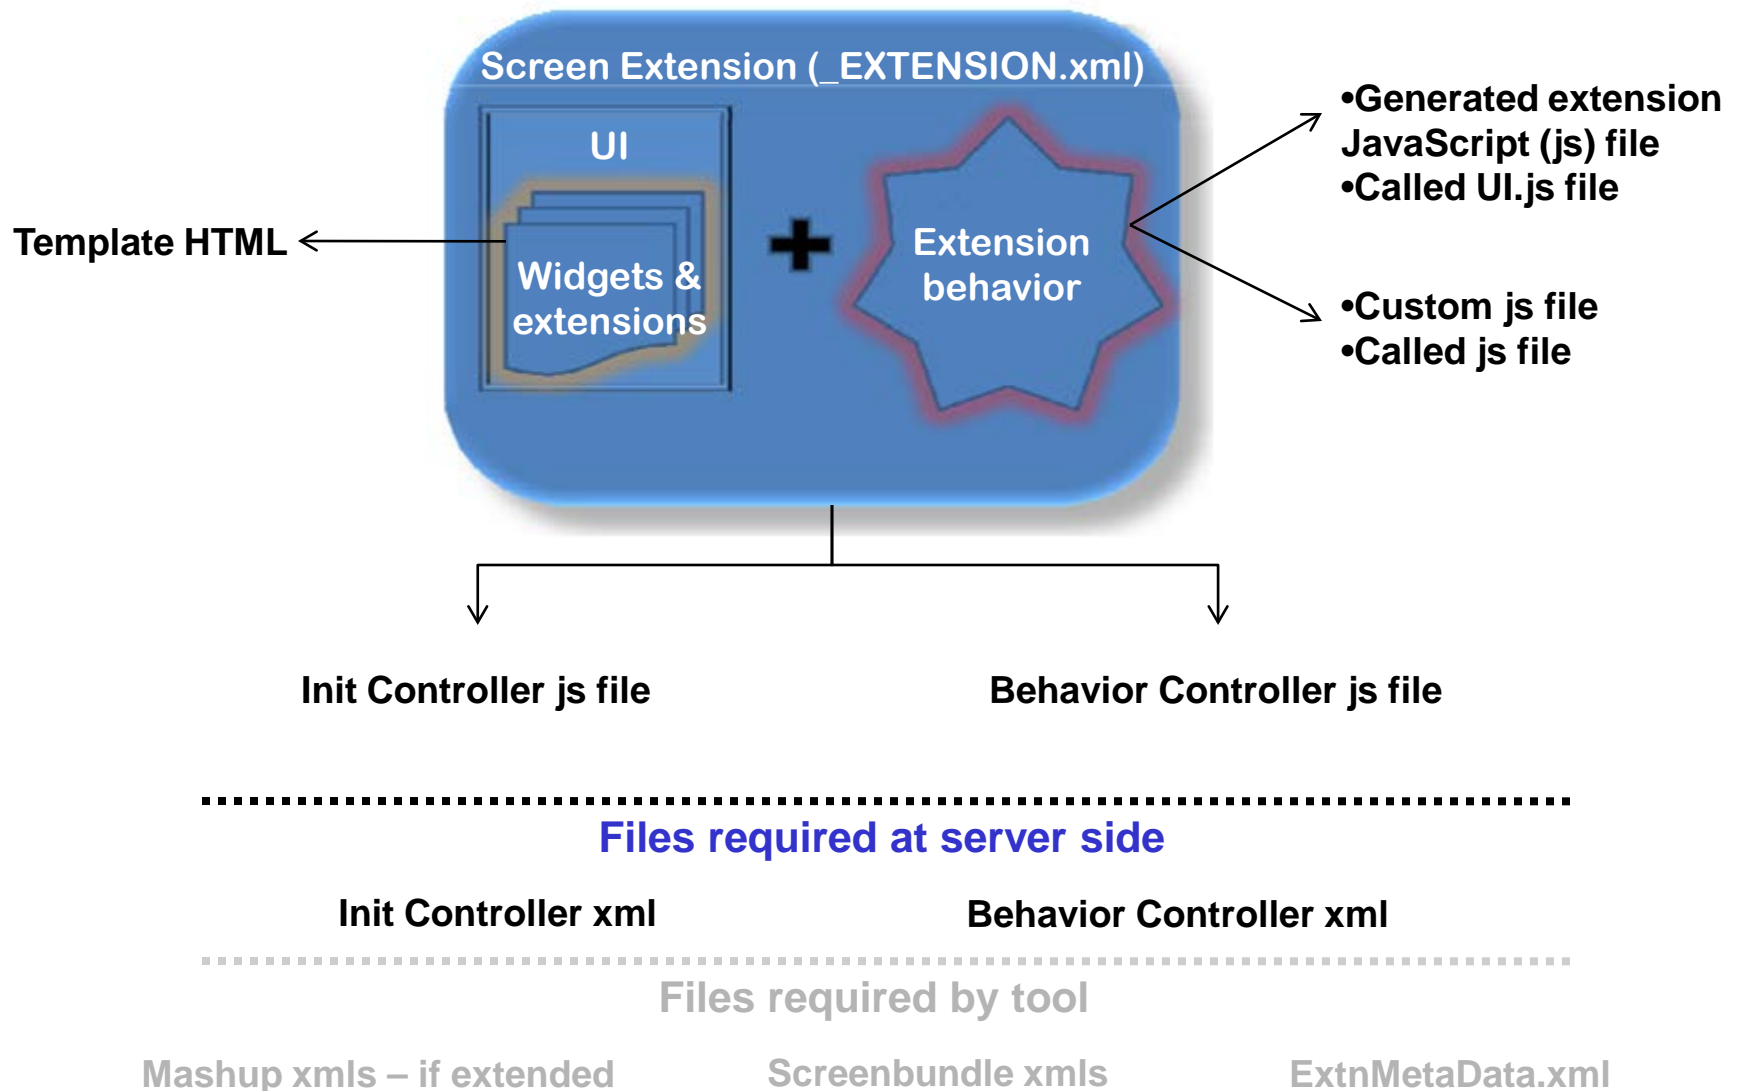 Screen Extension (_EXTENSION.xml)
UI
Widgets &
extensions
Extension
behavior
Template HTML
•Generated extension
JavaScript (js) file
•Called UI.js file
•Custom js file
•Called js file
Init Controller js file
Behavior Controller js file
Files required at server side
Init Controller xml
Behavior Controller xml
Files required by tool
Mashup xmls – if extended
Screenbundle xmls
ExtnMetaData.xml